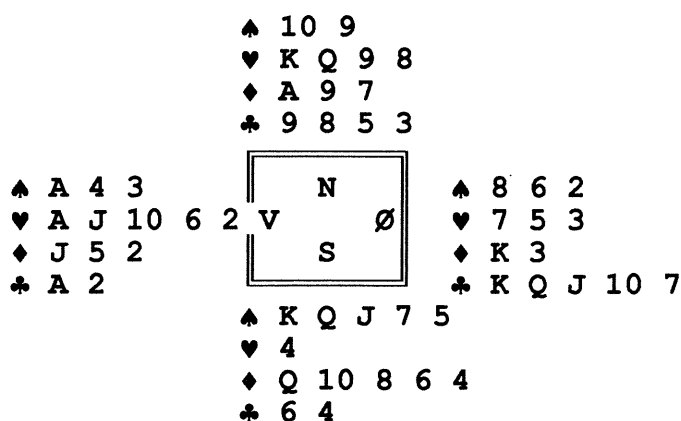 ♠ 10 9
♥ K Q 9 8
♦ A 9 7
♣ 9 8 5 3
♠ A 4 3
♥ A J 10 6 2
♦ J 5 2
♣ A 2
N
V Ø
S
♠ 8 6 2
♥ 7 5 3
♦ K 3
♣ K Q J 10 7
♠ K Q J 7 5
♥ 4
♦ Q 10 8 6 4
♣ 6 4